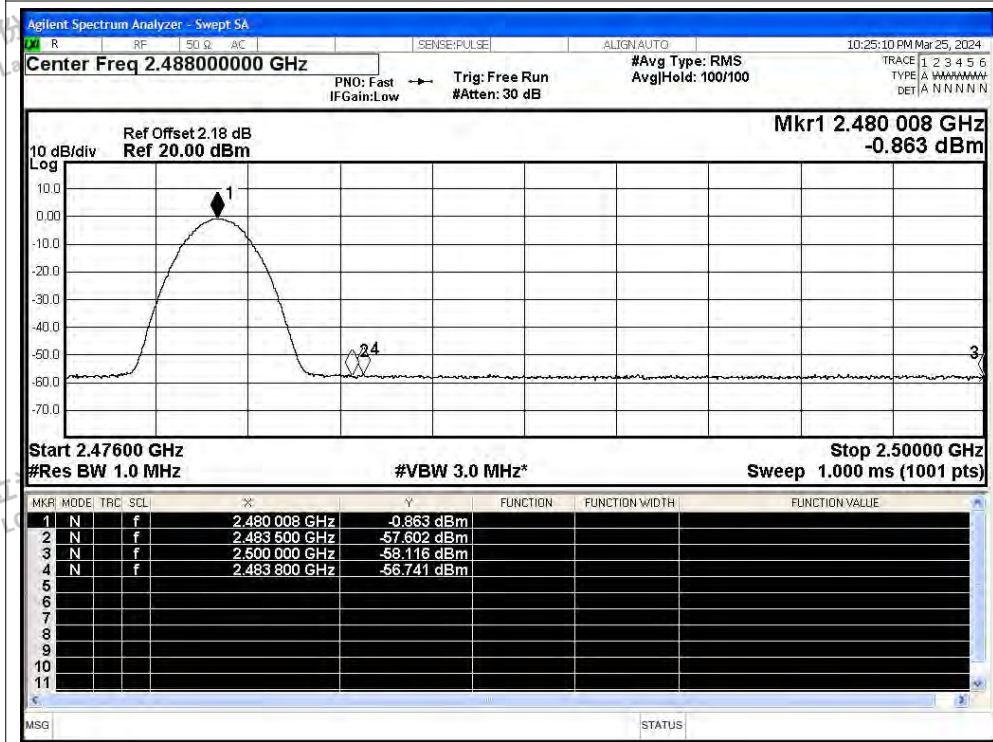 Agilent Spectrum Analyzer - Swept SA
LXI R RF 50 Ω AC SENSE:PULSE ALIGN AUTO 10:25:10 PM Mar 25, 2024
Center Freq 2.488000000 GHz #Avg Type: RMS TRACE 1 2 3 4 5 6
PNO: Fast Trig: Free Run Avg|Hold: 100/100 TYPE A WWWWW
IFGain:Low #Atten: 30 dB DET A N N N N N
Mkr1 2.480 008 GHz
Ref Offset 2.18 dB
10 dB/div Ref 20.00 dBm -0.863 dBm
Log
10.0
1
0.00
-10.0
-20.0
-30.0
-40.0
-50.0 2 4 3
-60.0
-70.0
Start 2.47600 GHz Stop 2.50000 GHz
#Res BW 1.0 MHz #VBW 3.0 MHz* Sweep 1.000 ms (1001 pts)
MKR MODE TRC SCL X Y FUNCTION FUNCTION WIDTH FUNCTION VALUE
1 N f 2.480 008 GHz -0.863 dBm
2 N f 2.483 500 GHz -57.602 dBm
3 N f 2.500 000 GHz -58.116 dBm
4 N f 2.483 800 GHz -56.741 dBm
5
6
7
8
9
10
11
MSG STATUS